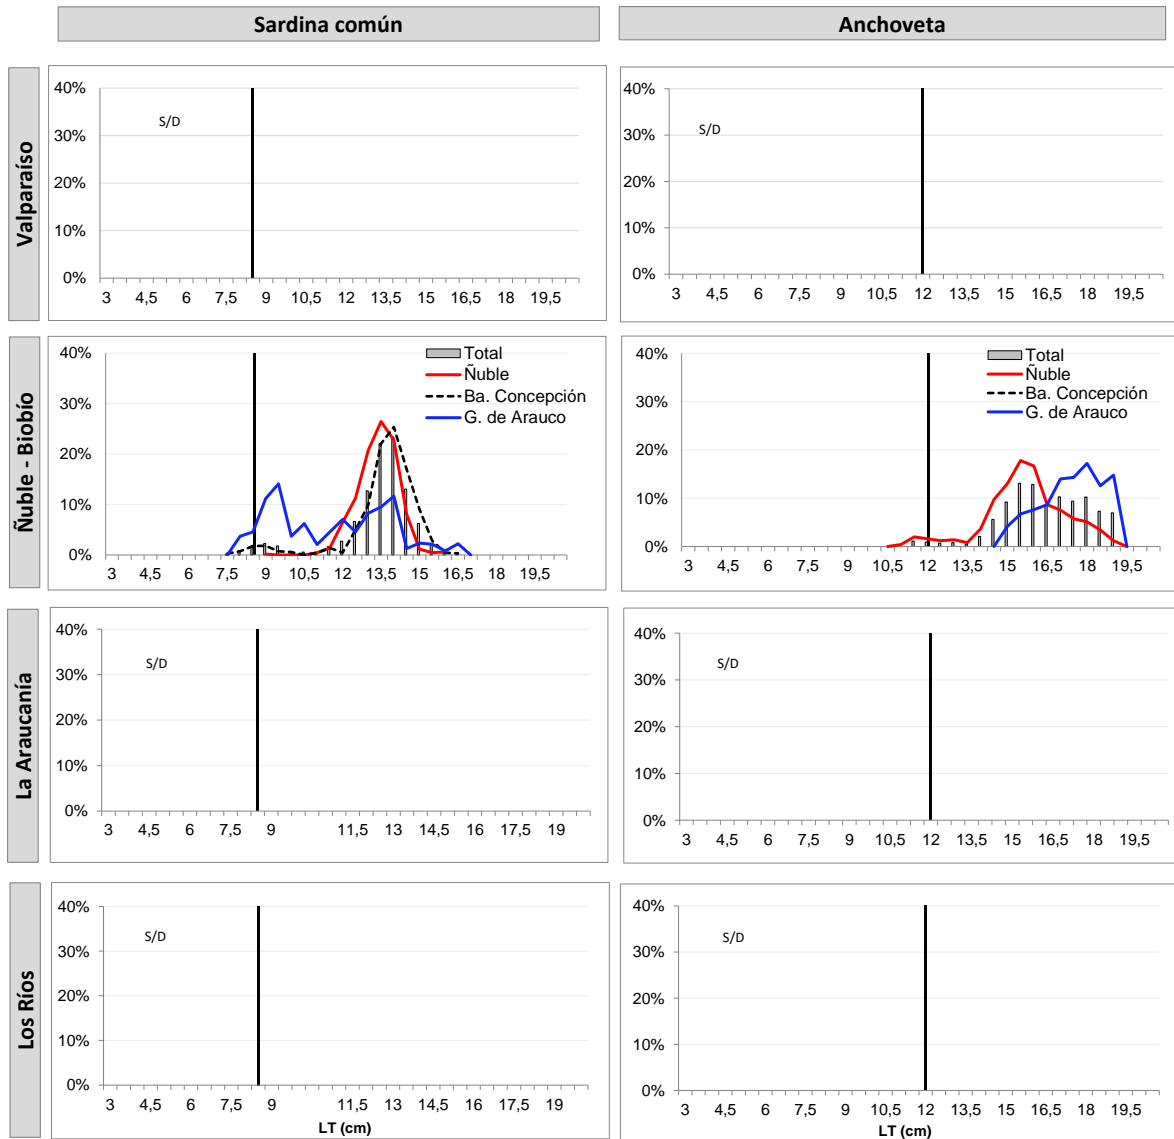 Sardina común
Anchoveta
Valparaíso
40%
30%
20%
10%
0%
S/D
3 4,5 6 7,5 9 10,5 12 13,5 15 16,5 18 19,5
40%
30%
20%
10%
0%
S/D
3 4,5 6 7,5 9 10,5 12 13,5 15 16,5 18 19,5
Ñuble - Biobío
40%
30%
20%
10%
0%
Total
Ñuble
Ba. Concepción
G. de Arauco
3 4,5 6 7,5 9 10,5 12 13,5 15 16,5 18 19,5
40%
30%
20%
10%
0%
Total
Ñuble
Ba. Concepción
G. de Arauco
3 4,5 6 7,5 9 10,5 12 13,5 15 16,5 18 19,5
La Araucanía
40%
30%
20%
10%
0%
S/D
3 4,5 6 7,5 9 11,5 13 14,5 16 17,5 19
40%
30%
20%
10%
0%
S/D
3 4,5 6 7,5 9 10,5 12 13,5 15 16,5 18 19,5
Los Ríos
40%
30%
20%
10%
0%
S/D
3 4,5 6 7,5 9 11,5 13 14,5 16 17,5 19
LT (cm)
40%
30%
20%
10%
0%
S/D
3 4,5 6 7,5 9 10,5 12 13,5 15 16,5 18 19,5
LT (cm)